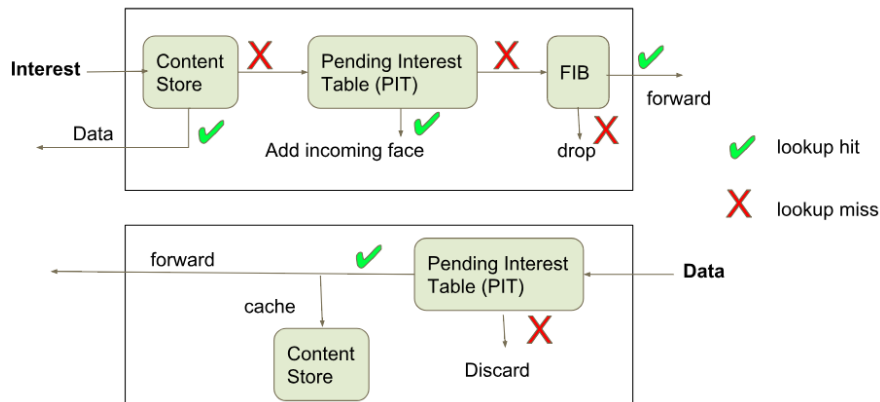 Interest
Content
Store
Pending Interest
Table (PIT)
FIB
forward
Data
Add incoming face
drop
lookup hit
lookup miss
forward
Pending Interest
Table (PIT)
Data
cache
Content
Store
Discard